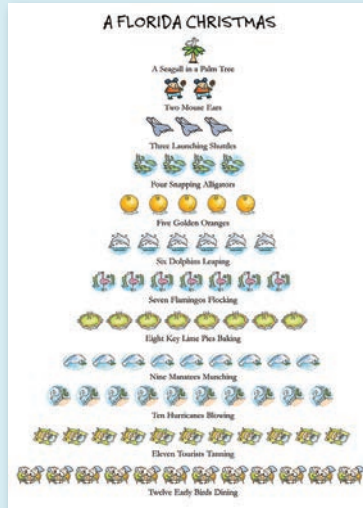 A FLORIDA CHRISTMAS
A Seagull in a Palm Tree
Two Mouse Ears
Three Launching Shuttles
Four Snapping Alligators
Five Golden Oranges
Six Dolphins Leaping
Seven Flamingos Flocking
Eight Key Lime Pies Baking
Nine Manatees Munching
Ten Hurricanes Blowing
Eleven Tourists Tanning
Twelve Early Birds Dining